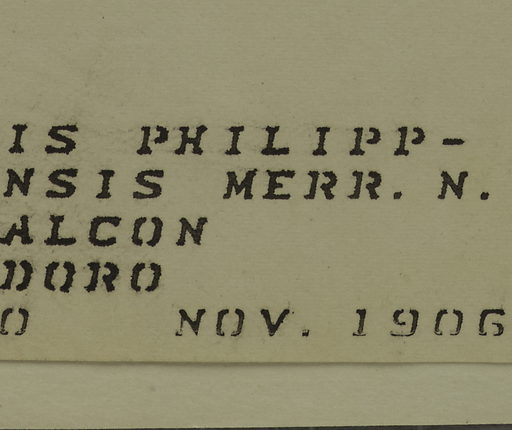 IS PHILIPP-
NSIS MERR. N.
ALCON
DORO
O NOV. 1906